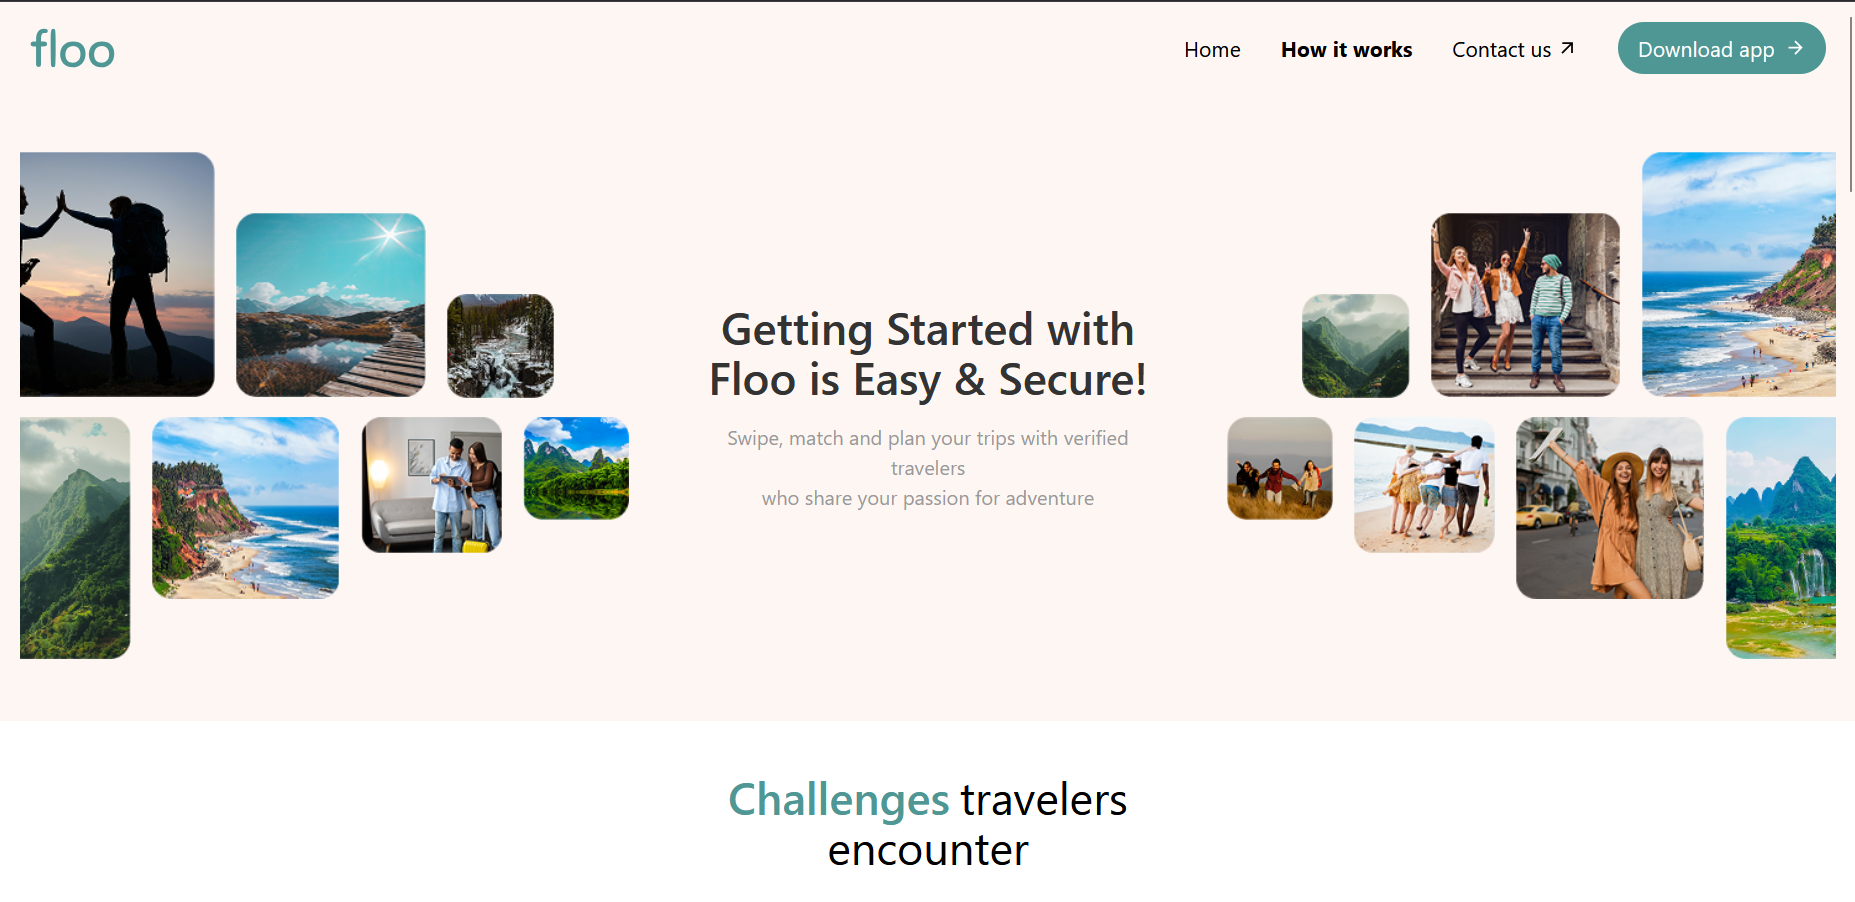 floo
Home How it works Contact us Download app
Getting Started with
Floo is Easy & Secure!
Swipe, match and plan your trips with verified
travelers
who share your passion for adventure
Challenges travelers
encounter